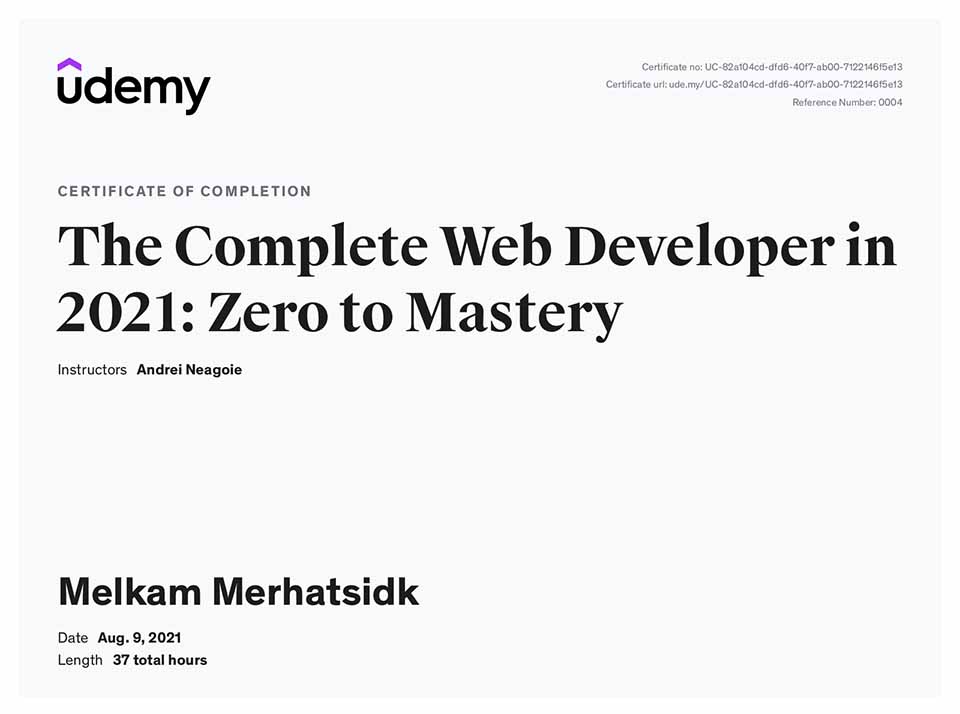 udemy
Certificate no: UC-82a104cd-dfd6-40f7-ab00-7122146f5e13
Certificate url: ude.my/UC-82a104cd-dfd6-40f7-ab00-7122146f5e13
Reference Number: 0004
CERTIFICATE OF COMPLETION
The Complete Web Developer in
2021: Zero to Mastery
Instructors Andrei Neagoie
Melkam Merhatsidk
Date Aug. 9, 2021
Length 37 total hours